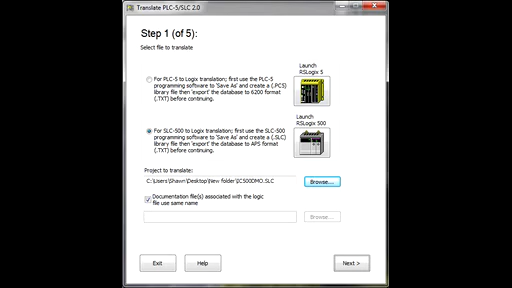 Translate PLC-5/SLC 2.0
Step 1 (of 5):
Select file to translate
For PLC-5 to Logix translation; first use the PLC-5
programming software to 'Save As' and create a (.PC5)
library file then 'export' the database to 6200 format
(.TXT) before continuing.
Launch
RSLogix 5
For SLC-500 to Logix translation; first use the SLC-500
programming software to 'Save As' and create a (.SLC)
library file then 'export' the database to APS format
(.TXT) before continuing.
Launch
RSLogix 500
Project to translate:
C:\Users\Shawn\Desktop\New folder\IC500DMO.SLC
Browse...
Documentation file(s) associated with the logic
file use same name
Browse...
Exit
Help
Next >